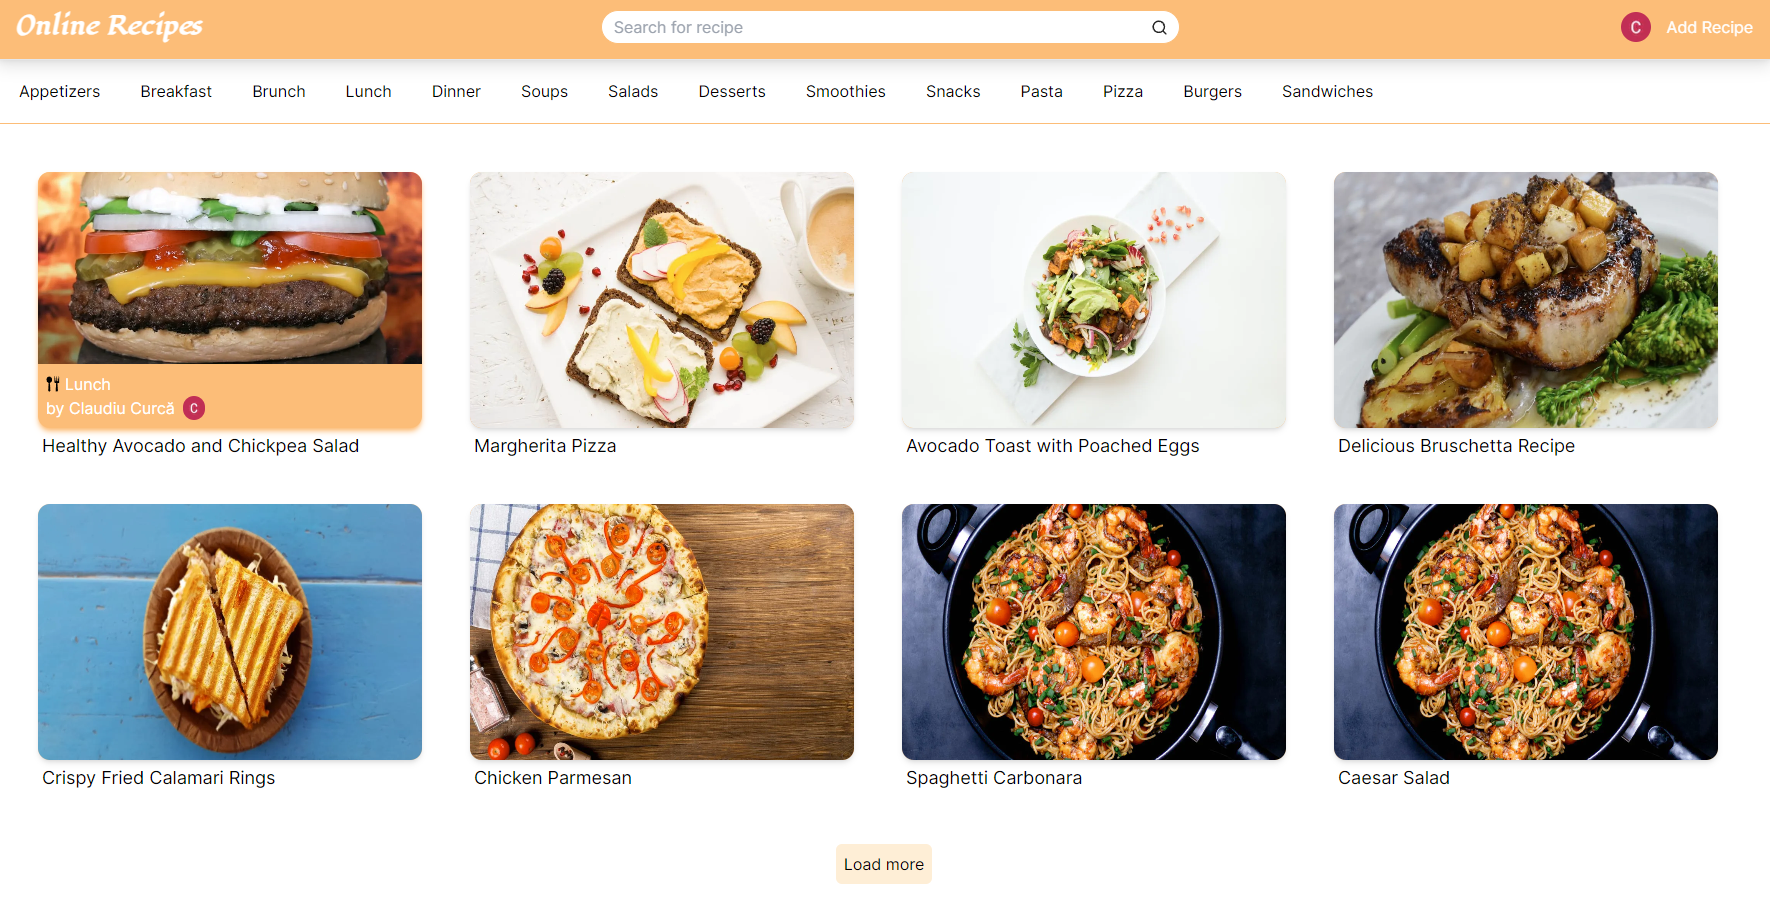 Online Recipes
Search for recipe
C
Add Recipe
Appetizers
Breakfast
Brunch
Lunch
Dinner
Soups
Salads
Desserts
Smoothies
Snacks
Pasta
Pizza
Burgers
Sandwiches
Lunch
by Claudiu Curcă C
Healthy Avocado and Chickpea Salad
Margherita Pizza
Avocado Toast with Poached Eggs
Delicious Bruschetta Recipe
Crispy Fried Calamari Rings
Chicken Parmesan
Spaghetti Carbonara
Caesar Salad
Load more